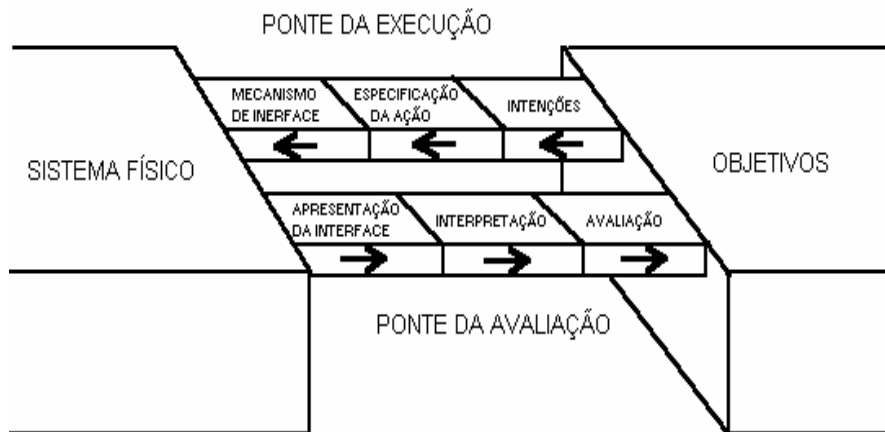 PONTE DA EXECUÇÃO
MECANISMO
DE INERFACE
ESPECIFICAÇÃO
DA AÇÃO
INTENÇÕES
SISTEMA FÍSICO
OBJETIVOS
APRESENTAÇÃO
DA INTERFACE
INTERPRETAÇÃO
AVALIAÇÃO
PONTE DA AVALIAÇÃO